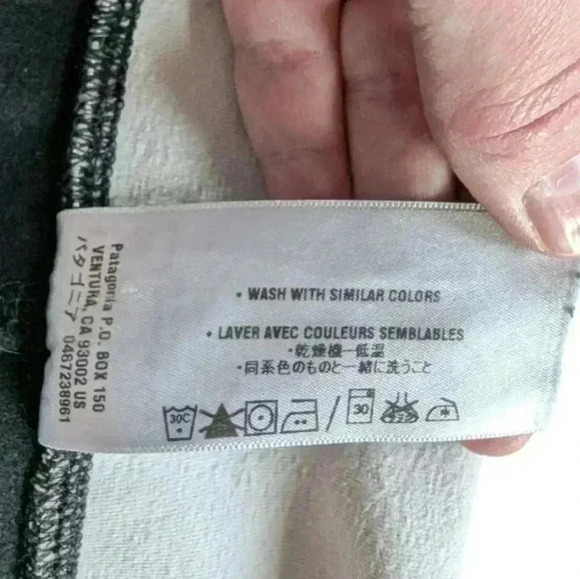 Patagonia P.O. BOX 150
VENTURA, CA 93002 US
パタゴニア 0467238961
• WASH WITH SIMILAR COLORS
• LAVER AVEC COULEURS SEMBLABLES
・乾燥機―低温
・同系色のものと一緒に洗うこと
30C
30